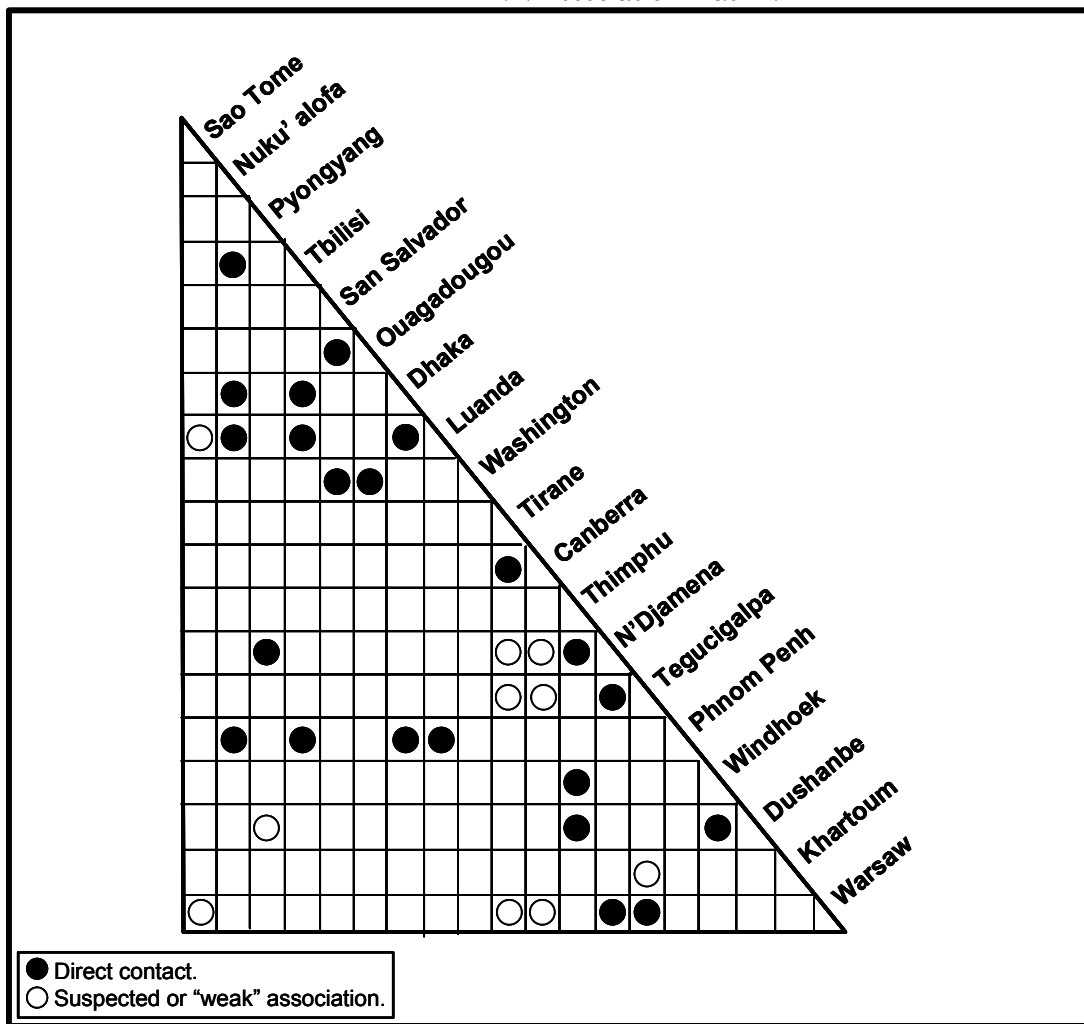 Sao Tome
Nuku' alofa
Pyongyang
Tbilisi
San Salvador
Ouagadougou
Dhaka
Luanda
Washington
Tirane
Canberra
Thimphu
N'Djamena
Tegucigalpa
Phnom Penh
Windhoek
Dushanbe
Khartoum
Warsaw
Direct contact.
Suspected or “weak” association.